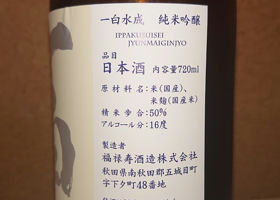 一白水成　純米吟醸
IPPAKUSUISEI
JYUNMAIGINJYO
品目
日本酒 内容量720ml
原材料名:米(国産)、
米麹(国産米)
精米歩合:50%
アルコール分:16度
製造者
福禄寿酒造株式会社
秋田県南秋田郡五城目町
字下タ町48番地